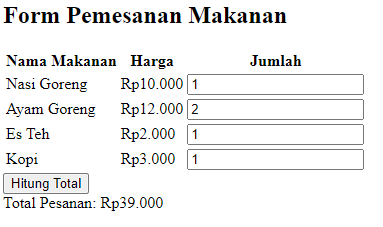 Form Pemesanan Makanan
Nama Makanan Harga Jumlah
Nasi Goreng Rp10.000 1
Ayam Goreng Rp12.000 2
Es Teh Rp2.000 1
Kopi Rp3.000 1
Hitung Total
Total Pesanan: Rp39.000